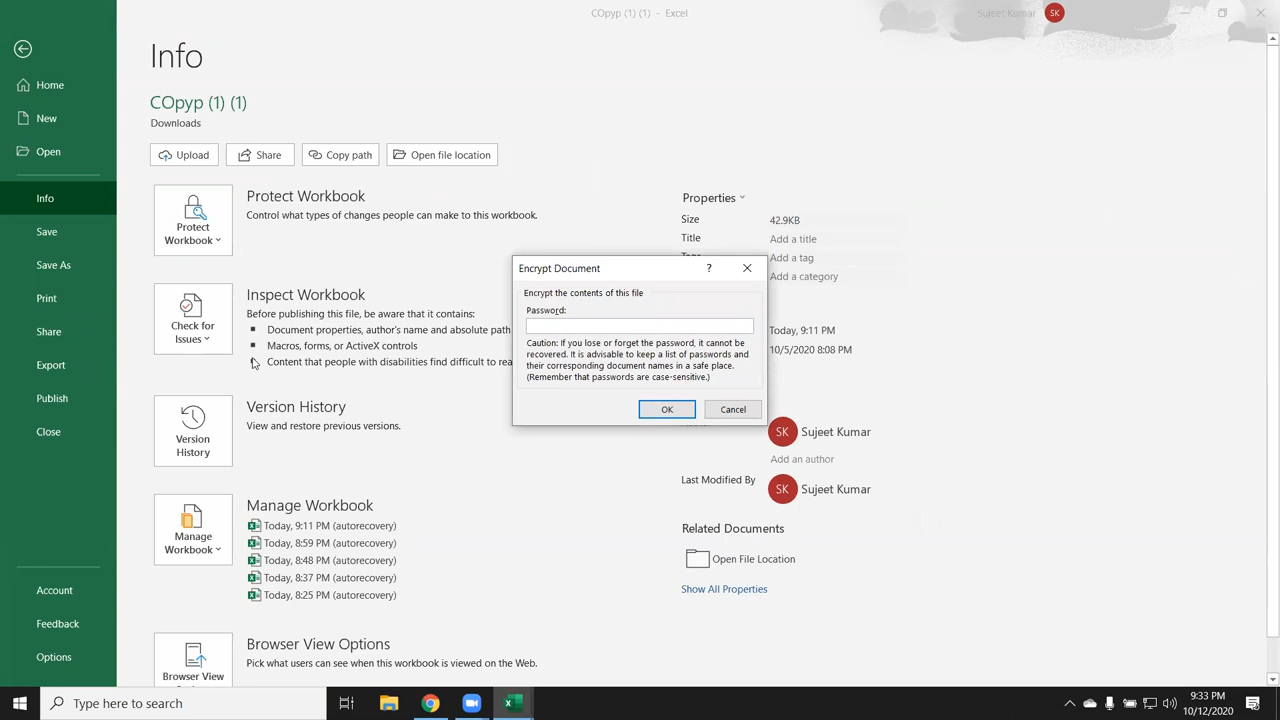 COpyp (1) (1) - Excel
Sujeet Kumar
SK
Info
Home
New
Open
Info
Save
Save As
Print
Share
Export
Publish
Close
Account
Feedback
Options
COpyp (1) (1)
Downloads
Upload
Share
Copy path
Open file location
Protect Workbook
Protect Workbook
Control what types of changes people can make to this workbook.
Check for Issues
Inspect Workbook
Before publishing this file, be aware that it contains:
Document properties, author's name and absolute path
Macros, forms, or ActiveX controls
Content that people with disabilities find difficult to rea
Version History
Version History
View and restore previous versions.
Manage Workbook
Manage Workbook
Today, 9:11 PM (autorecovery)
Today, 8:59 PM (autorecovery)
Today, 8:48 PM (autorecovery)
Today, 8:37 PM (autorecovery)
Today, 8:25 PM (autorecovery)
Browser View
Browser View Options
Pick what users can see when this workbook is viewed on the Web.
Properties
Size 42.9KB
Title Add a title
Add a tag
Add a category
Today, 9:11 PM
10/5/2020 8:08 PM
SK Sujeet Kumar
Add an author
Last Modified By
SK Sujeet Kumar
Related Documents
Open File Location
Show All Properties
Encrypt Document
?
Encrypt the contents of this file
Password:
Caution: If you lose or forget the password, it cannot be
recovered. It is advisable to keep a list of passwords and
their corresponding document names in a safe place.
(Remember that passwords are case-sensitive.)
OK
Cancel
Type here to search
9:33 PM
10/12/2020